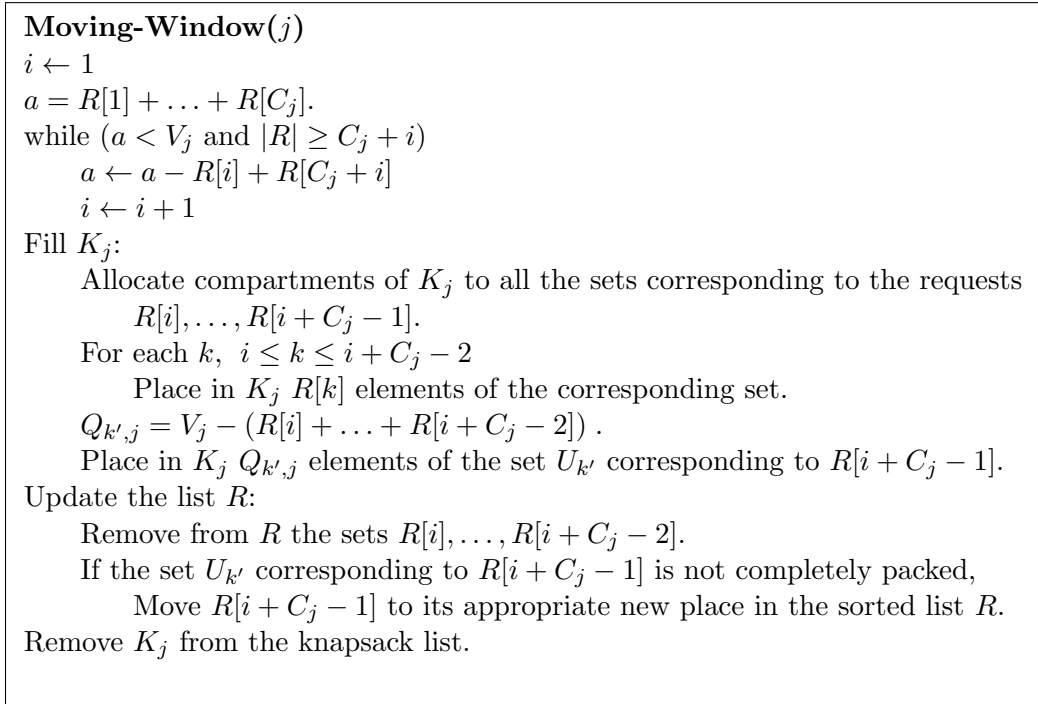 Moving-Window(j)
i ← 1
a = R[1] + … + R[C_j].
while (a < V_j and |R| ≥ C_j + i)
a ← a − R[i] + R[C_j + i]
i ← i + 1
Fill K_j:
Allocate compartments of K_j to all the sets corresponding to the requests
R[i], …, R[i + C_j − 1].
For each k, i ≤ k ≤ i + C_j − 2
Place in K_j R[k] elements of the corresponding set.
Q_{k′,j} = V_j − (R[i] + … + R[i + C_j − 2]) .
Place in K_j Q_{k′,j} elements of the set U_{k′} corresponding to R[i + C_j − 1].
Update the list R:
Remove from R the sets R[i], …, R[i + C_j − 2].
If the set U_{k′} corresponding to R[i + C_j − 1] is not completely packed,
Move R[i + C_j − 1] to its appropriate new place in the sorted list R.
Remove K_j from the knapsack list.